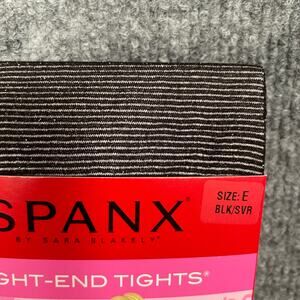 SPANX
BY SARA BLAKELY®
SIZE: E
BLK/SVR
GHT-END TIGHTS®